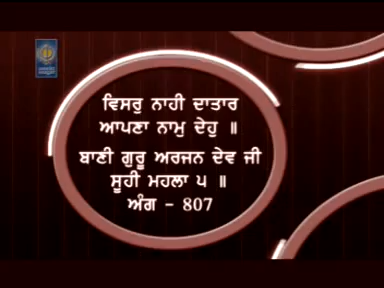 ਵਿਸਰੁ ਨਾਹੀ ਦਾਤਾਰ
ਆਪਣਾ ਨਾਮੁ ਦੇਹੁ ॥
ਬਾਣੀ ਗੁਰੂ ਅਰਜਨ ਦੇਵ ਜੀ
ਸੂਹੀ ਮਹਲਾ ੫ ॥
ਅੰਗ - 807